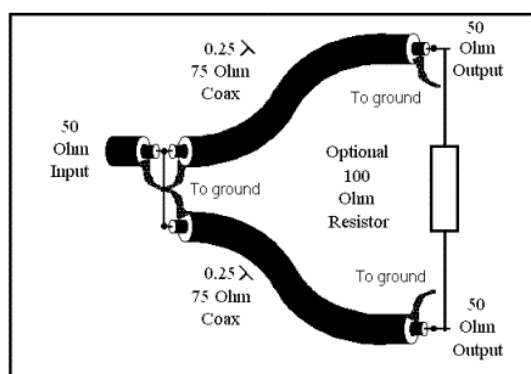 50
Ohm
Input
0.25 λ
75 Ohm
Coax
To ground
50
Ohm
Output
To ground
Optional
100
Ohm
Resistor
0.25 λ
75 Ohm
Coax
To ground
50
Ohm
Output